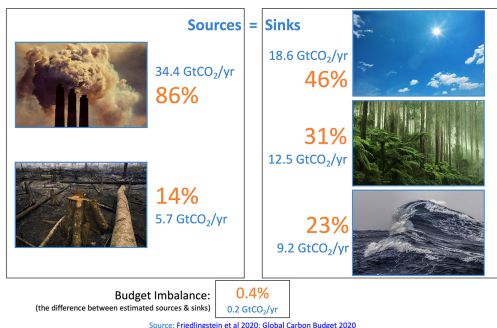 Sources = Sinks
34.4 GtCO₂/yr
86%
14%
5.7 GtCO₂/yr
18.6 GtCO₂/yr
46%
31%
12.5 GtCO₂/yr
23%
9.2 GtCO₂/yr
Budget Imbalance:
(the difference between estimated sources & sinks)
0.4%
0.2 GtCO₂/yr
Source: Friedlingstein et al 2020; Global Carbon Budget 2020